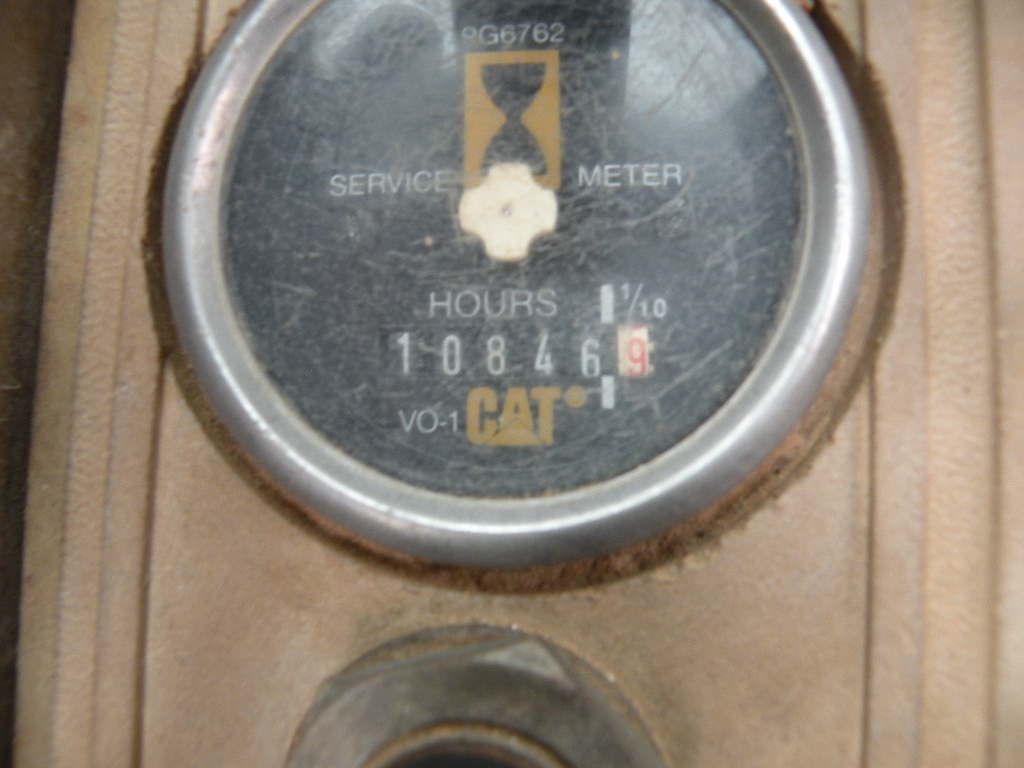 9G6762
SERVICE METER
HOURS 1/10
1 0 8 4 6 9
VO-1 CAT